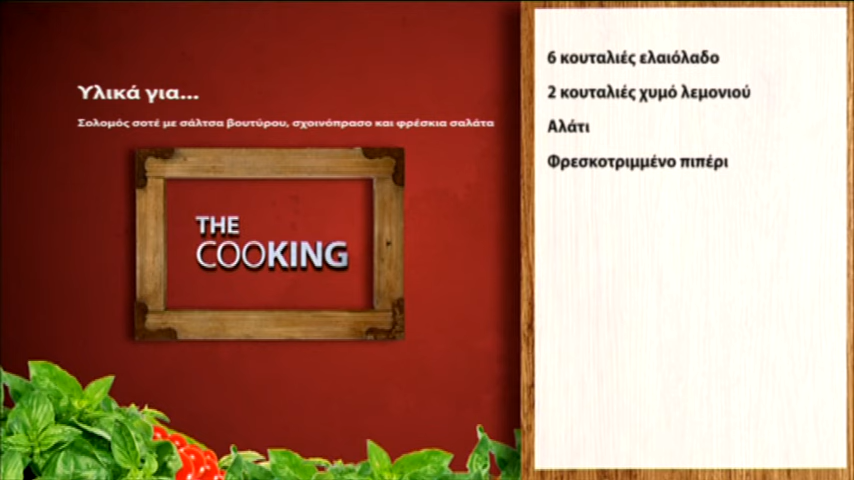 Υλικά για...
Σολομός σοτέ με σάλτσα βουτύρου, σχοινόπρασο και φρέσκια σαλάτα
THE
COOKING
6 κουταλιές ελαιόλαδο
2 κουταλιές χυμό λεμονιού
Αλάτι
Φρεσκοτριμμένο πιπέρι